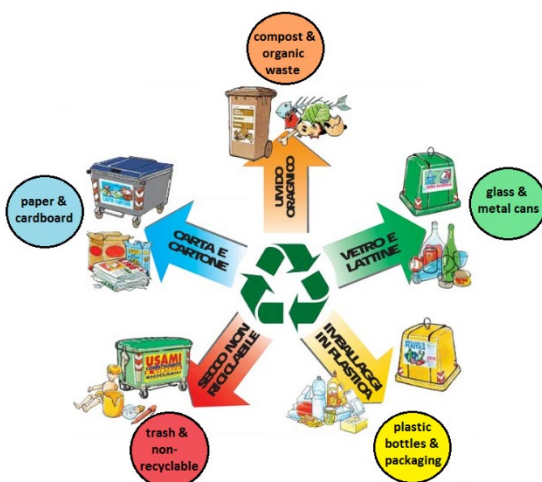 compost &
organic
waste
UMIDO
ORAGNICO
paper &
cardboard
CARTA E
CARTONE
VETRO E
LATTINE
glass &
metal cans
SECCO NON
RICICLABILE
USAMI
IMBALLAGGI
IN PLASTICA
trash &
non-
recyclable
plastic
bottles &
packaging